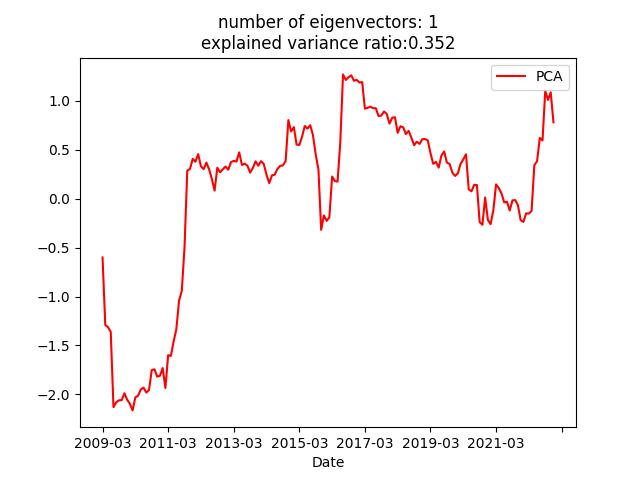 number of eigenvectors: 1
explained variance ratio:0.352
PCA
1.0
0.5
0.0
−0.5
−1.0
−1.5
−2.0
2009-03 2011-03 2013-03 2015-03 2017-03 2019-03 2021-03
Date